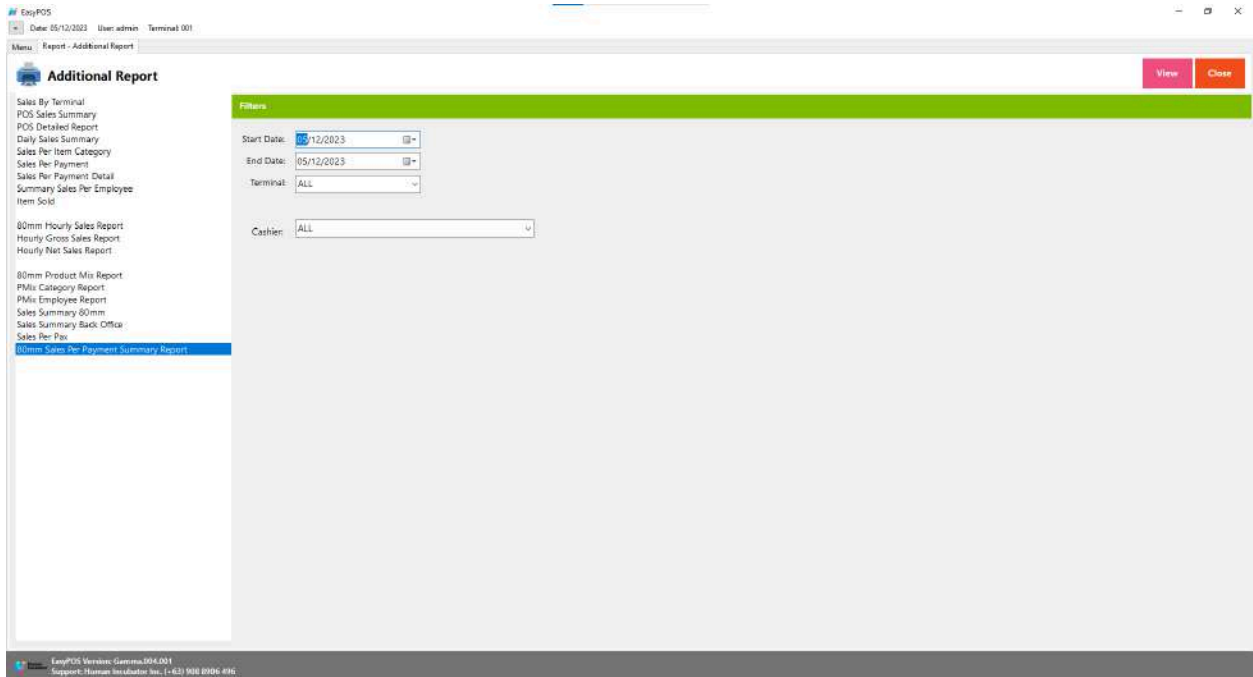 EasyPOS
Date: 05/12/2023 User: admin Terminal: 001
Menu Report - Additional Report
Additional Report
View Close
Sales By Terminal
POS Sales Summary
POS Detailed Report
Daily Sales Summary
Sales Per Item Category
Sales Per Payment
Sales Per Payment Detail
Summary Sales Per Employee
Item Sold
80mm Hourly Sales Report
Hourly Gross Sales Report
Hourly Net Sales Report
80mm Product Mix Report
PMix Category Report
PMix Employee Report
Sales Summary 80mm
Sales Summary Back Office
Sales Per Pax
80mm Sales Per Payment Summary Report
Filters
Start Date: 05/12/2023
End Date: 05/12/2023
Terminal: ALL
Cashier: ALL
EasyPOS Version: Gamma.004.001
Support: Human Incubator Inc. (+63) 908 8906 496